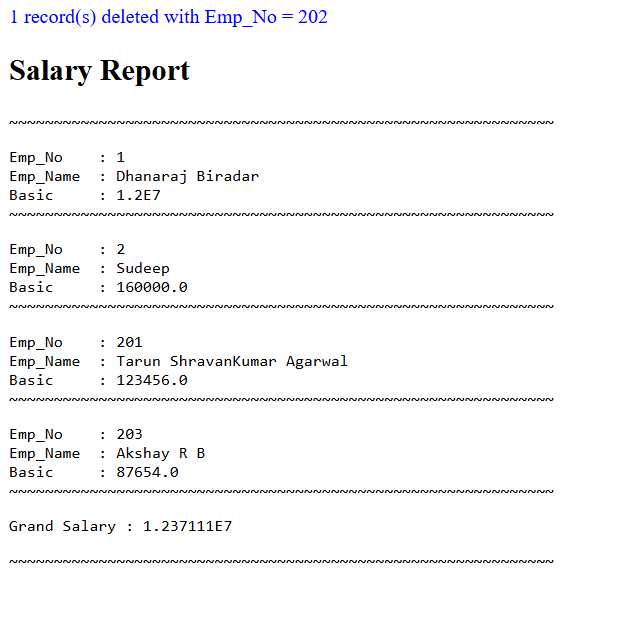 1 record(s) deleted with Emp_No = 202
Salary Report
~~~~~~~~~~~~~~~~~~~~~~~~~~~~~~~~~~~~~~~~~~~~~~~~~~~~~~~~~~~~~
Emp_No    : 1
Emp_Name  : Dhanaraj Biradar
Basic     : 1.2E7
~~~~~~~~~~~~~~~~~~~~~~~~~~~~~~~~~~~~~~~~~~~~~~~~~~~~~~~~~~~~~
Emp_No    : 2
Emp_Name  : Sudeep
Basic     : 160000.0
~~~~~~~~~~~~~~~~~~~~~~~~~~~~~~~~~~~~~~~~~~~~~~~~~~~~~~~~~~~~~
Emp_No    : 201
Emp_Name  : Tarun ShravanKumar Agarwal
Basic     : 123456.0
~~~~~~~~~~~~~~~~~~~~~~~~~~~~~~~~~~~~~~~~~~~~~~~~~~~~~~~~~~~~~
Emp_No    : 203
Emp_Name  : Akshay R B
Basic     : 87654.0
~~~~~~~~~~~~~~~~~~~~~~~~~~~~~~~~~~~~~~~~~~~~~~~~~~~~~~~~~~~~~
Grand Salary : 1.237111E7
~~~~~~~~~~~~~~~~~~~~~~~~~~~~~~~~~~~~~~~~~~~~~~~~~~~~~~~~~~~~~